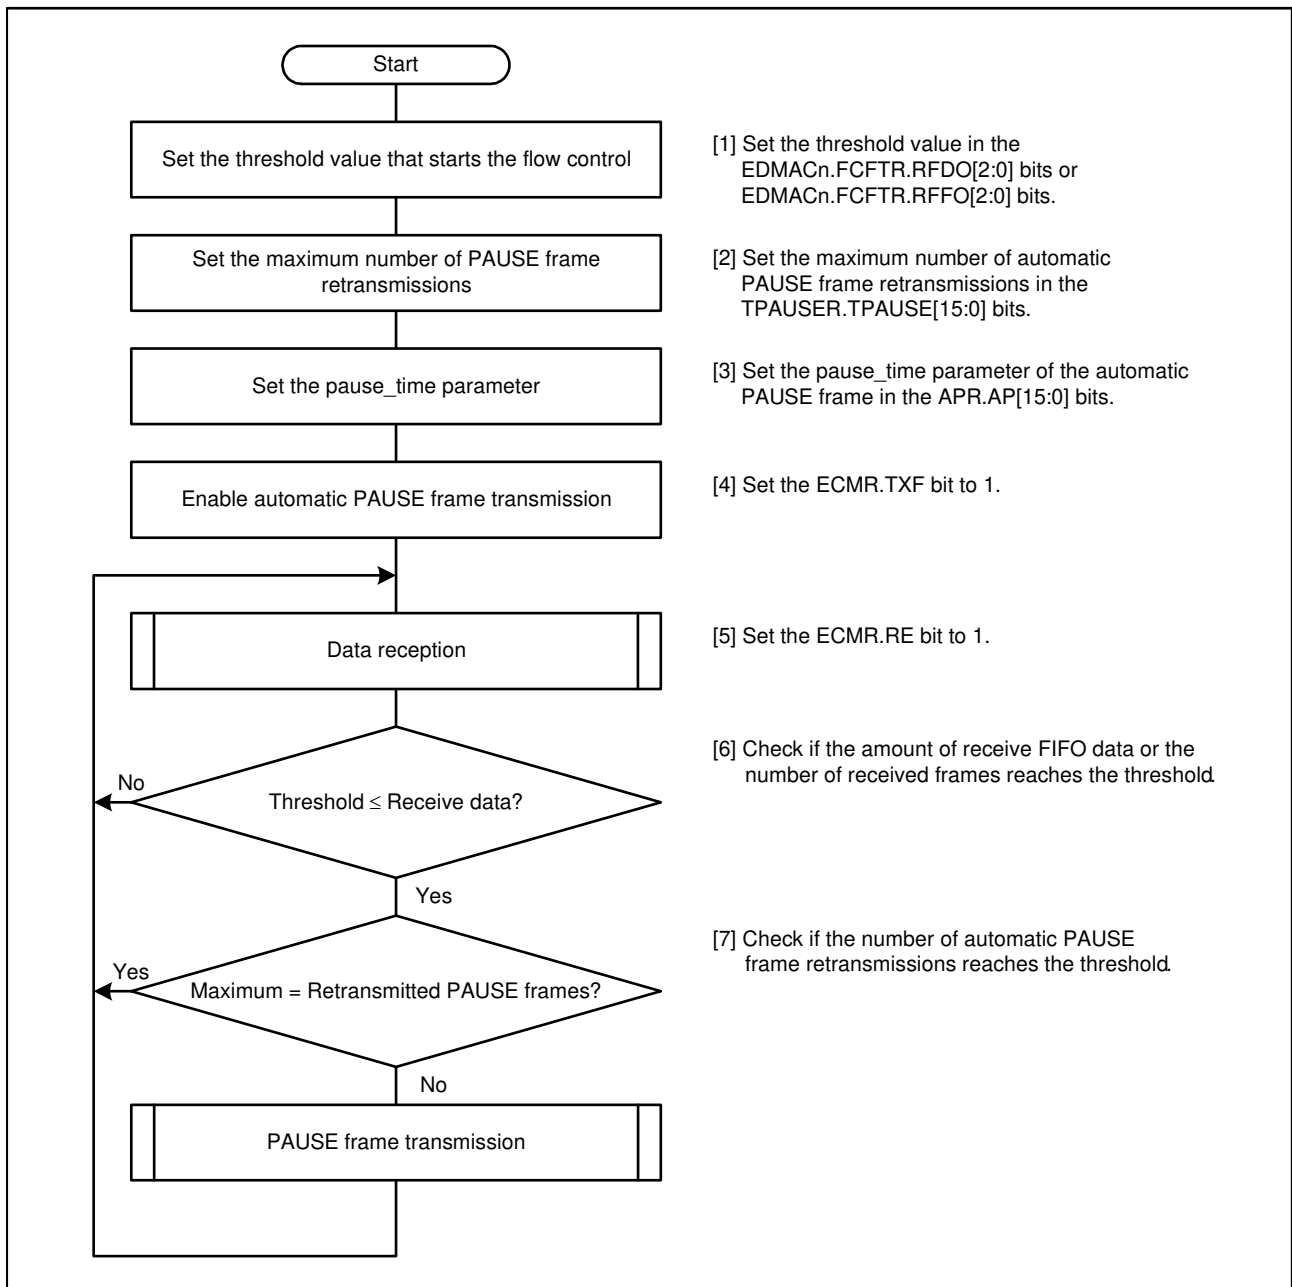 Start
Set the threshold value that starts the flow control
[1] Set the threshold value in the
EDMACn.FCFTR.RFDO[2:0] bits or
EDMACn.FCFTR.RFFO[2:0] bits.
Set the maximum number of PAUSE frame
retransmissions
[2] Set the maximum number of automatic
PAUSE frame retransmissions in the
TPAUSER.TPAUSE[15:0] bits.
Set the pause_time parameter
[3] Set the pause_time parameter of the automatic
PAUSE frame in the APR.AP[15:0] bits.
Enable automatic PAUSE frame transmission
[4] Set the ECMR.TXF bit to 1.
Data reception
[5] Set the ECMR.RE bit to 1.
[6] Check if the amount of receive FIFO data or the
number of received frames reaches the threshold.
No
Threshold ≤ Receive data?
Yes
[7] Check if the number of automatic PAUSE
frame retransmissions reaches the threshold.
Yes
Maximum = Retransmitted PAUSE frames?
No
PAUSE frame transmission